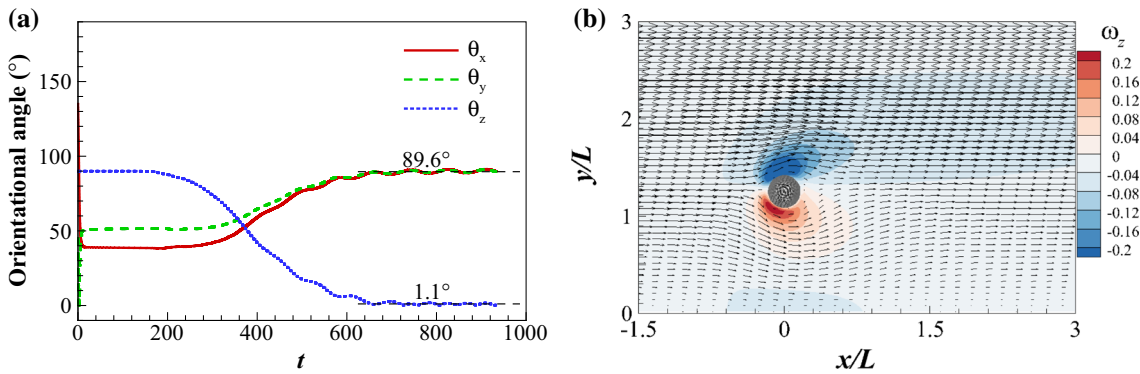 (a)
Orientational angle (°)
150
100
50
0
θx
θy
θz
89.6°
1.1°
0 200 400 600 800 1000
t
(b)
y/L
3
2
1
0
-1.5 0 1.5 3
x/L
ωz
0.2
0.16
0.12
0.08
0.04
0
-0.04
-0.08
-0.12
-0.16
-0.2